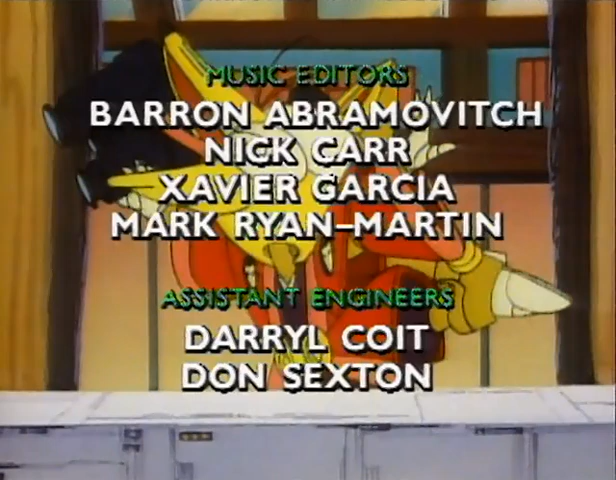 MUSIC EDITORS
BARRON ABRAMOVITCH
NICK CARR
XAVIER GARCIA
MARK RYAN-MARTIN
ASSISTANT ENGINEERS
DARRYL COIT
DON SEXTON